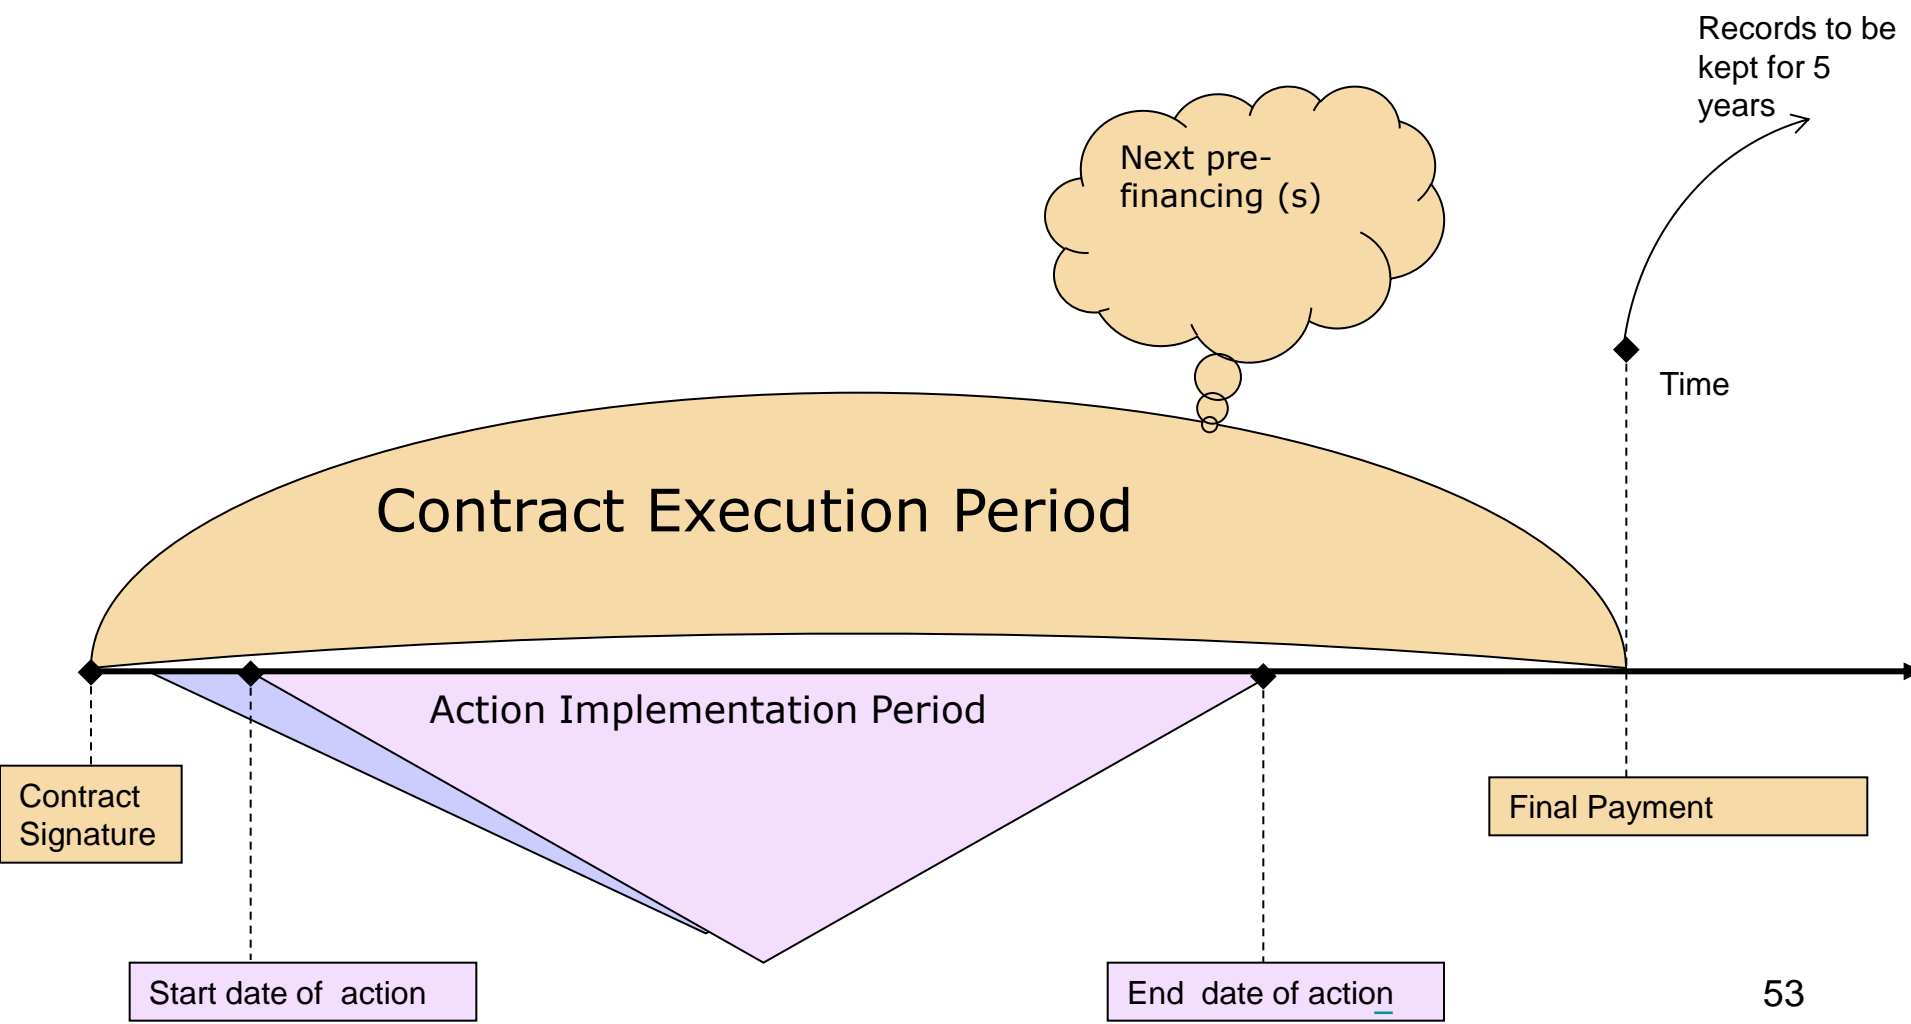 Records to be
kept for 5
years
Next pre-
financing (s)
Time
Contract Execution Period
Action Implementation Period
Contract
Signature
Final Payment
Start date of  action
End  date of action
53